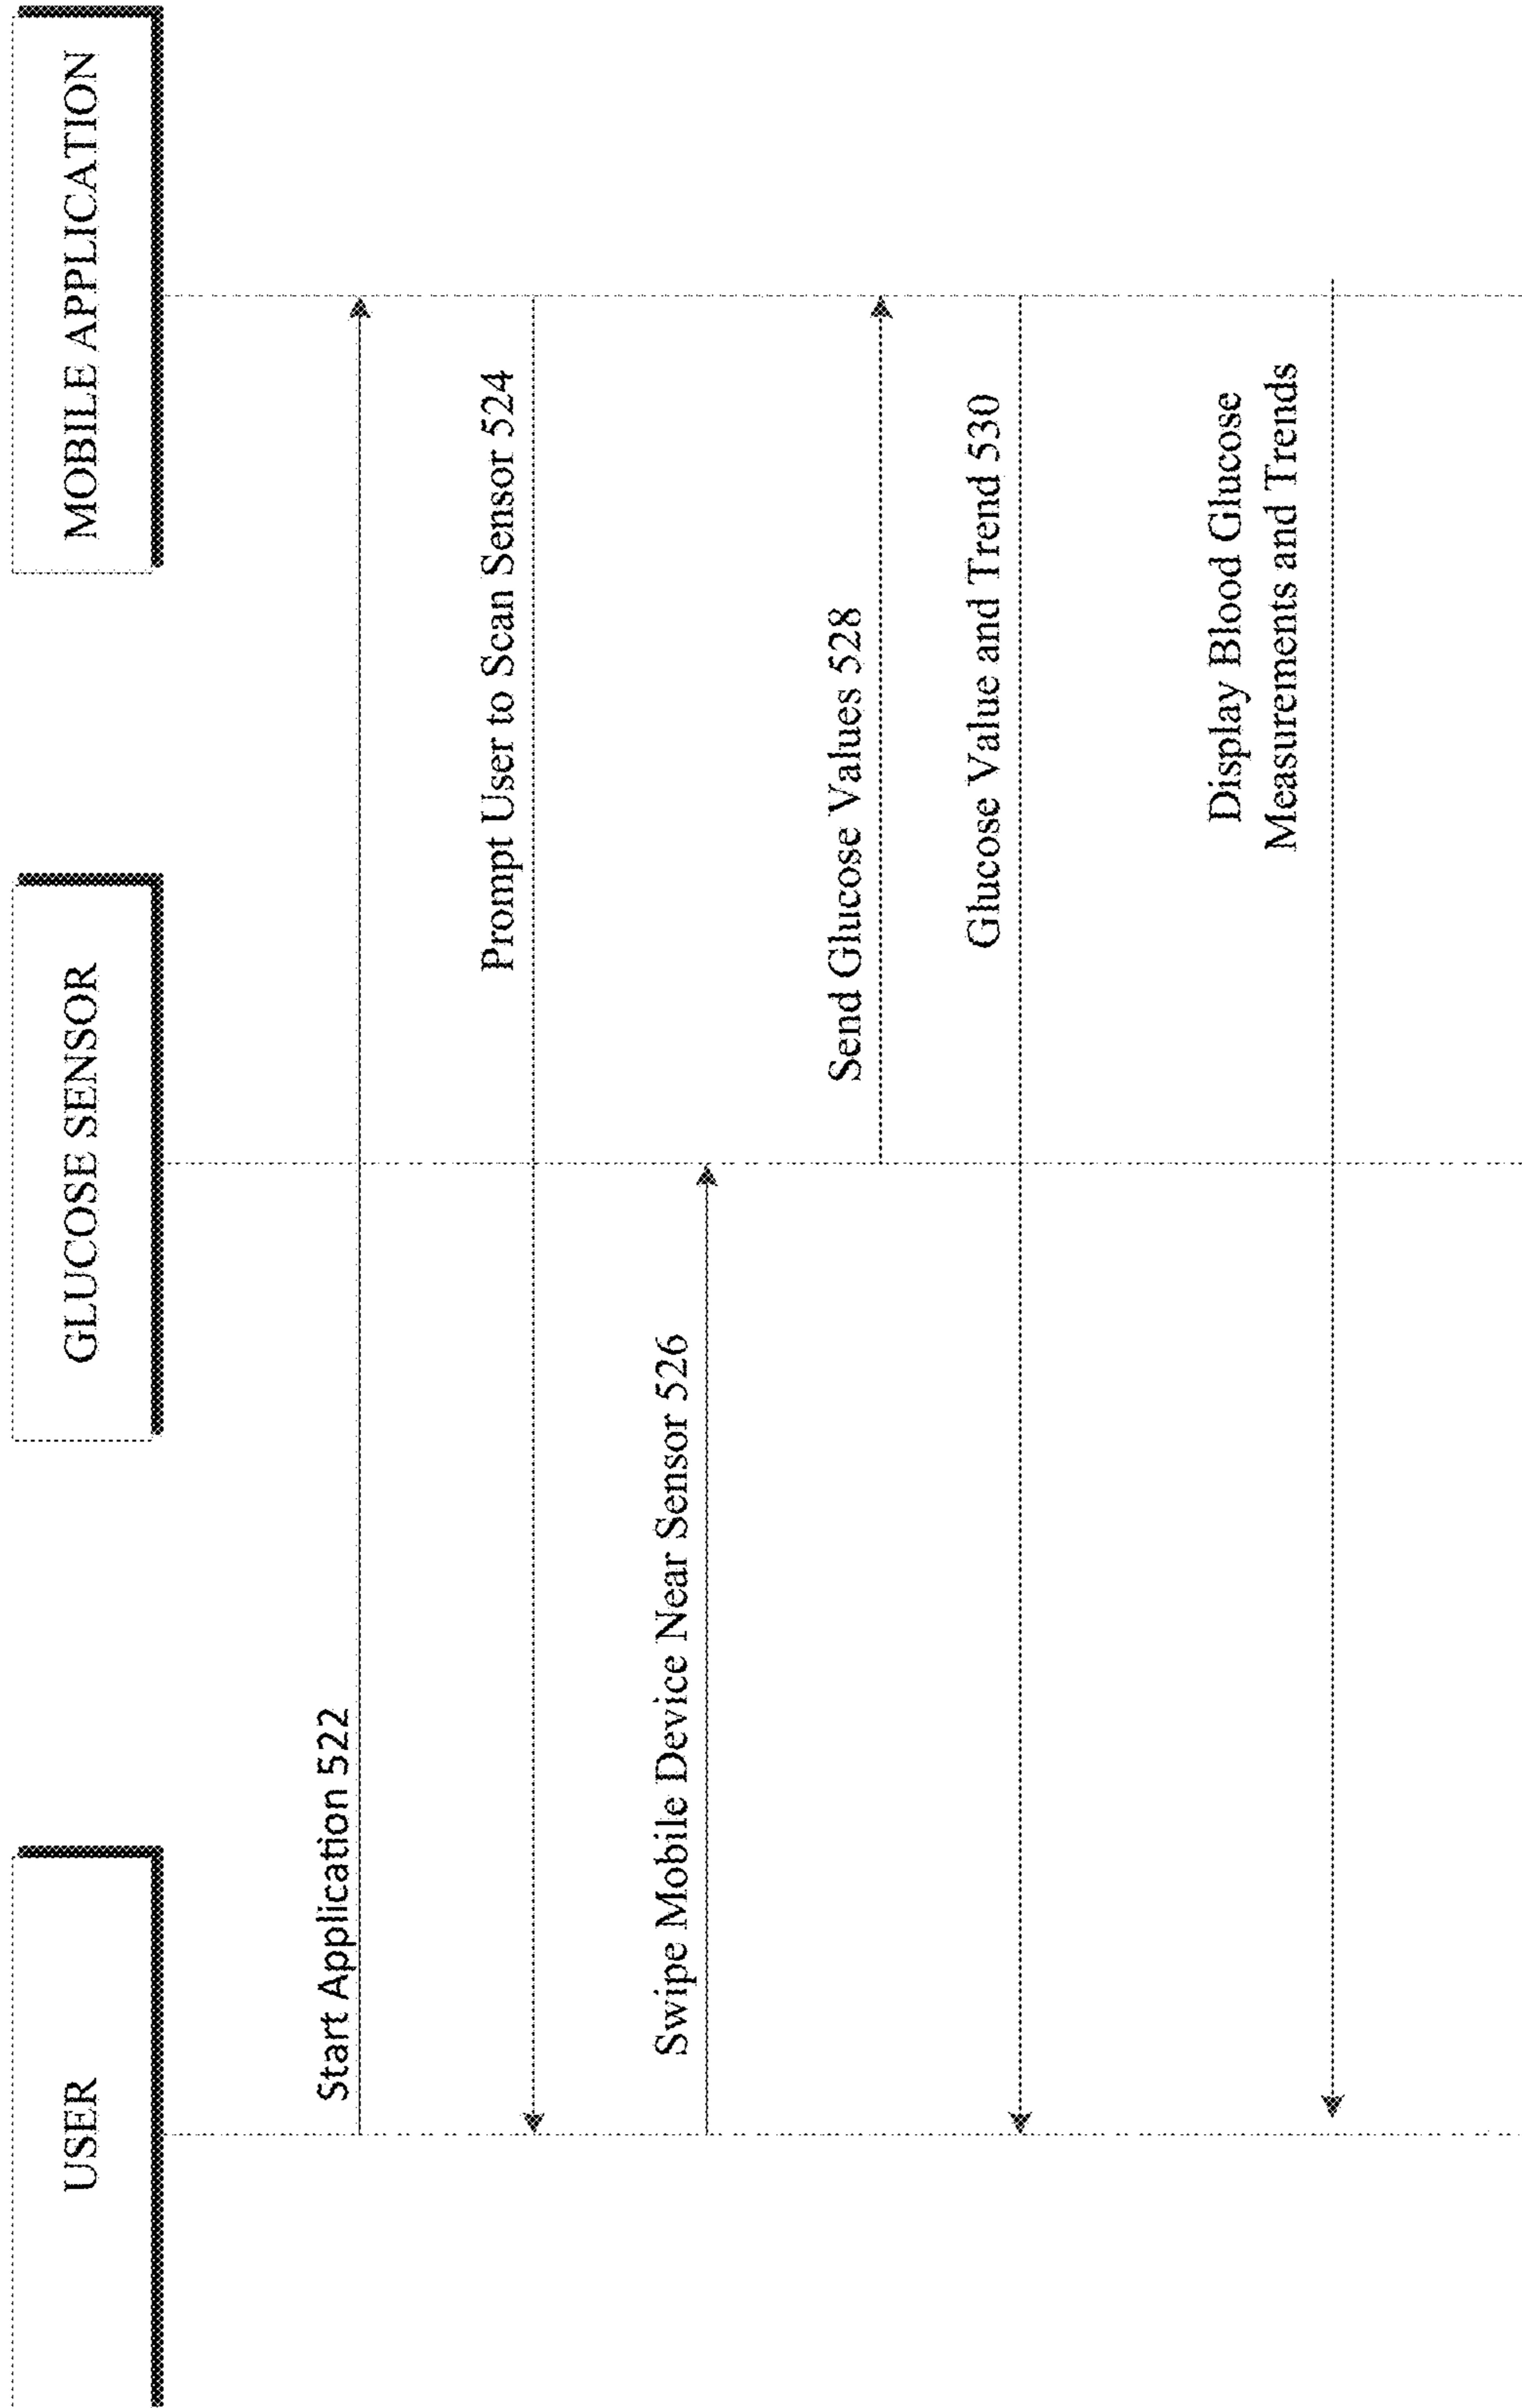 USER
GLUCOSE SENSOR
MOBILE APPLICATION
Start Application 522
Prompt User to Scan Sensor 524
Swipe Mobile Device Near Sensor 526
Send Glucose Values 528
Glucose Value and Trend 530
Display Blood Glucose
Measurements and Trends